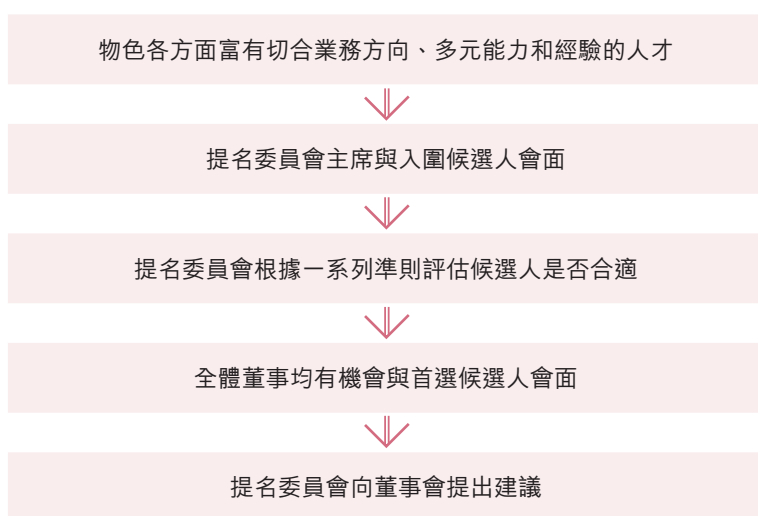 物色各方面富有切合業務方向、多元能力和經驗的人才
提名委員會主席與入圍候選人會面
提名委員會根據一系列準則評估候選人是否合適
全體董事均有機會與首選候選人會面
提名委員會向董事會提出建議